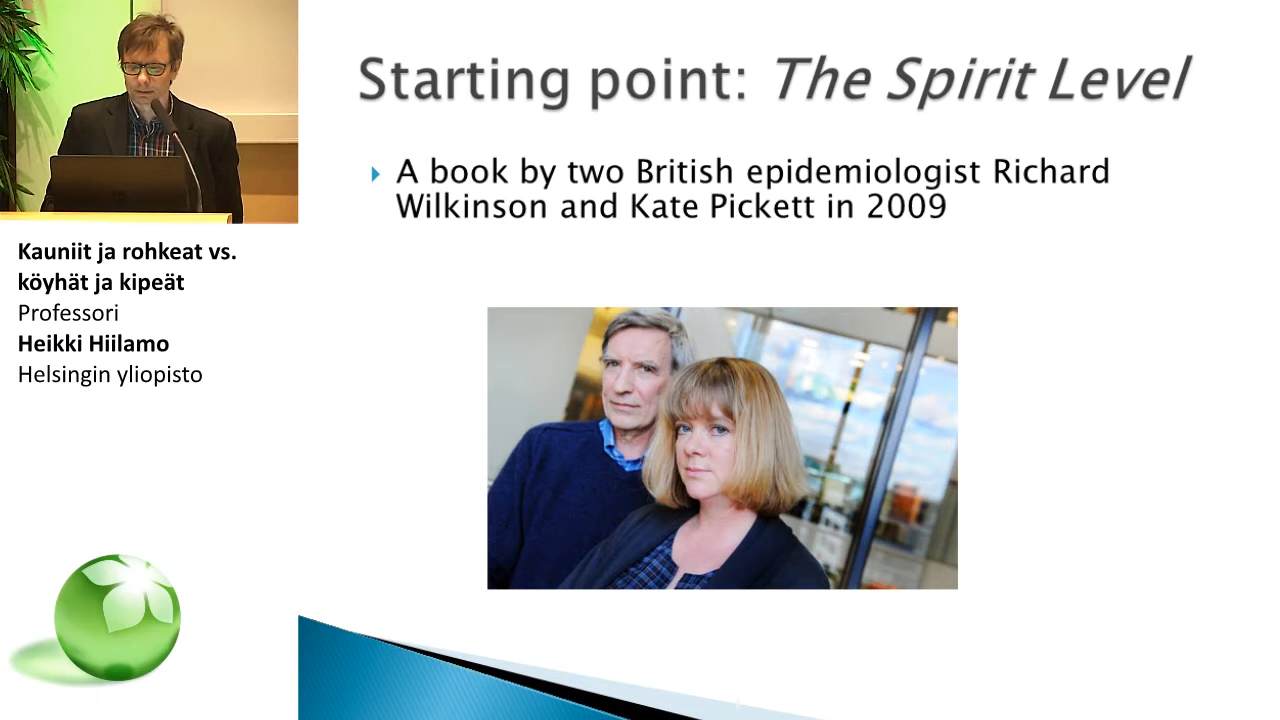 Starting point: The Spirit Level
A book by two British epidemiologist Richard
Wilkinson and Kate Pickett in 2009
Kauniit ja rohkeat vs.
köyhät ja kipeät
Professori
Heikki Hiilamo
Helsingin yliopisto